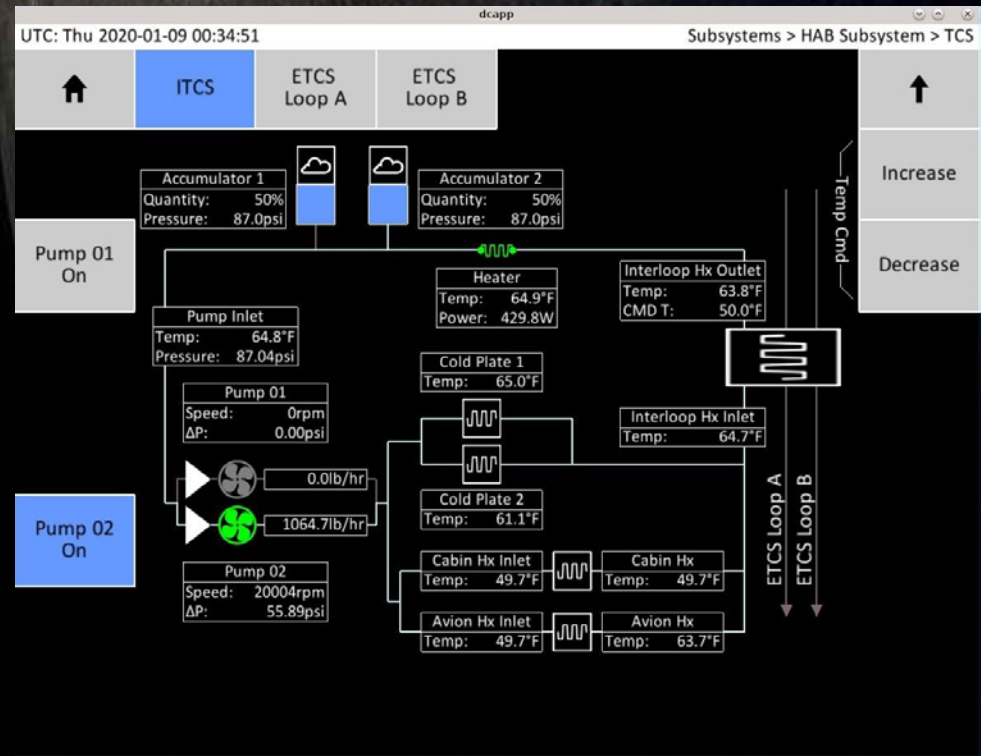 dcapp
UTC: Thu 2020-01-09 00:34:51
Subsystems > HAB Subsystem > TCS
ITCS
ETCS
Loop A
ETCS
Loop B
Increase
Decrease
Temp Cmd
Pump 01
On
Pump 02
On
Accumulator 1
Quantity: 50%
Pressure: 87.0psi
Accumulator 2
Quantity: 50%
Pressure: 87.0psi
Heater
Temp: 64.9°F
Power: 429.8W
Interloop Hx Outlet
Temp: 63.8°F
CMD T: 50.0°F
Pump Inlet
Temp: 64.8°F
Pressure: 87.04psi
Cold Plate 1
Temp: 65.0°F
Pump 01
Speed: 0rpm
ΔP: 0.00psi
Interloop Hx Inlet
Temp: 64.7°F
0.0lb/hr
1064.7lb/hr
Cold Plate 2
Temp: 61.1°F
ETCS Loop A
ETCS Loop B
Pump 02
Speed: 20004rpm
ΔP: 55.89psi
Cabin Hx Inlet
Temp: 49.7°F
Cabin Hx
Temp: 49.7°F
Avion Hx Inlet
Temp: 49.7°F
Avion Hx
Temp: 63.7°F